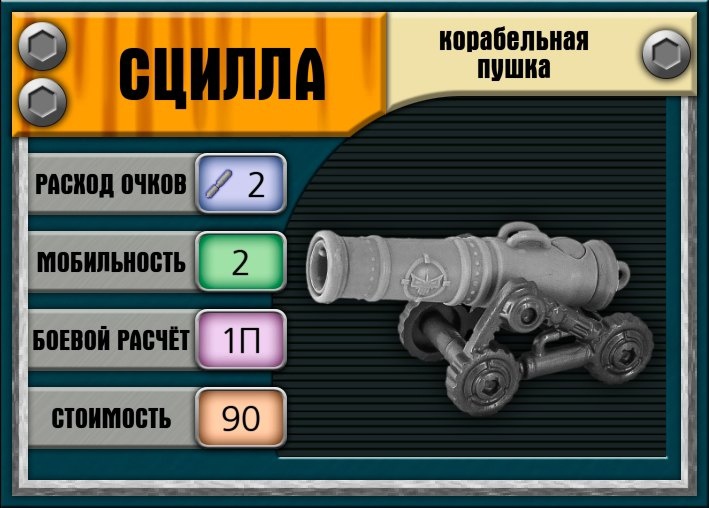 СЦИЛЛА
корабельная
пушка
РАСХОД ОЧКОВ 2
МОБИЛЬНОСТЬ 2
БОЕВОЙ РАСЧЁТ 1П
СТОИМОСТЬ 90